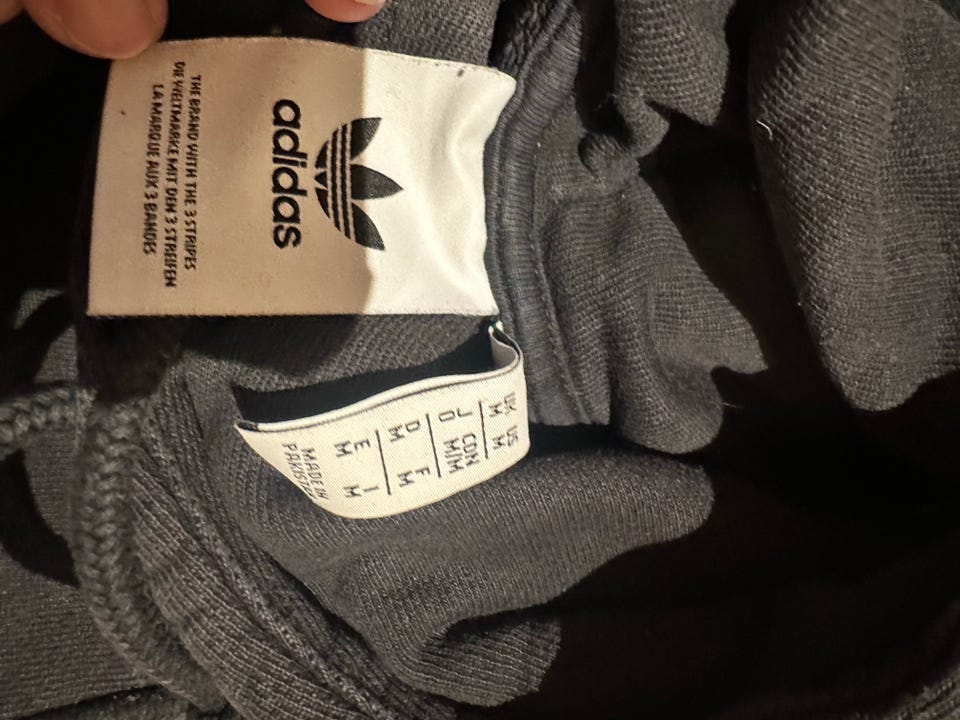 adidas
THE BRAND WITH THE 3 STRIPES
DIE WELTMARKE MIT DEN 3 STREIFEN
LA MARQUE AUX 3 BANDES
UK US
M M
J CDN
O M/M
D F
M M
E I
M M
MADE IN
PAKISTAN